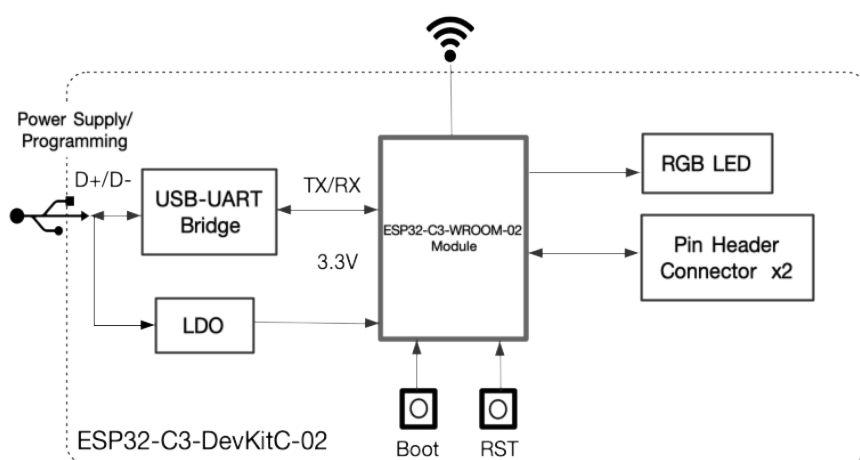 Power Supply/
Programming
D+/D-
USB-UART
Bridge
TX/RX
3.3V
LDO
ESP32-C3-WROOM-02
Module
RGB LED
Pin Header
Connector x2
Boot
RST
ESP32-C3-DevKitC-02